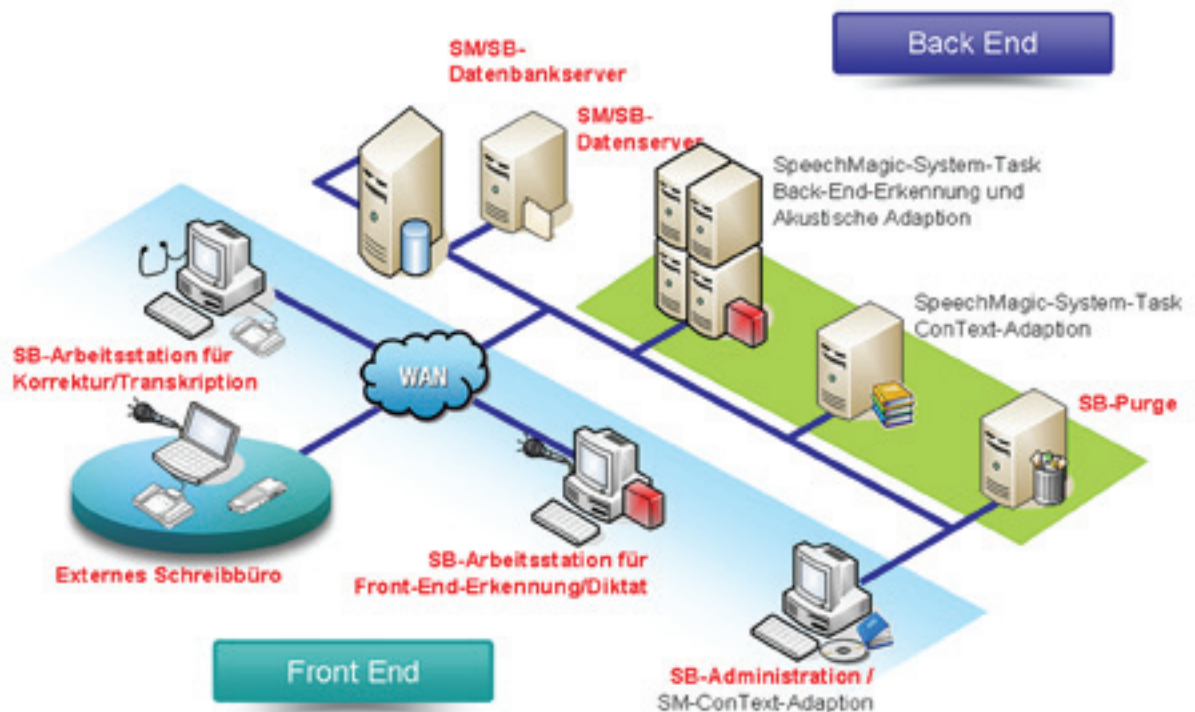 Back End
SM/SB-
Datenbankserver
SM/SB-
Datenserver
SpeechMagic-System-Task
Back-End-Erkennung und
Akustische Adaption
SpeechMagic-System-Task
ConText-Adaption
SB-Purge
SB-Arbeitsstation für
Korrektur/Transkription
WAN
Externes Schreibbüro
SB-Arbeitsstation für
Front-End-Erkennung/Diktat
Front End
SB-Administration /
SM-ConText-Adaption